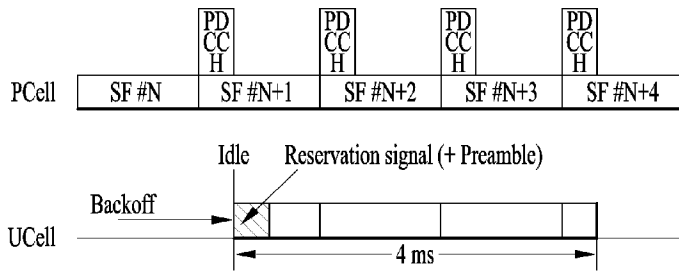 PD
CC
H
PD
CC
H
PD
CC
H
PD
CC
H
PCell
SF #N
SF #N+1
SF #N+2
SF #N+3
SF #N+4
Idle
Reservation signal (+ Preamble)
Backoff
UCell
4 ms